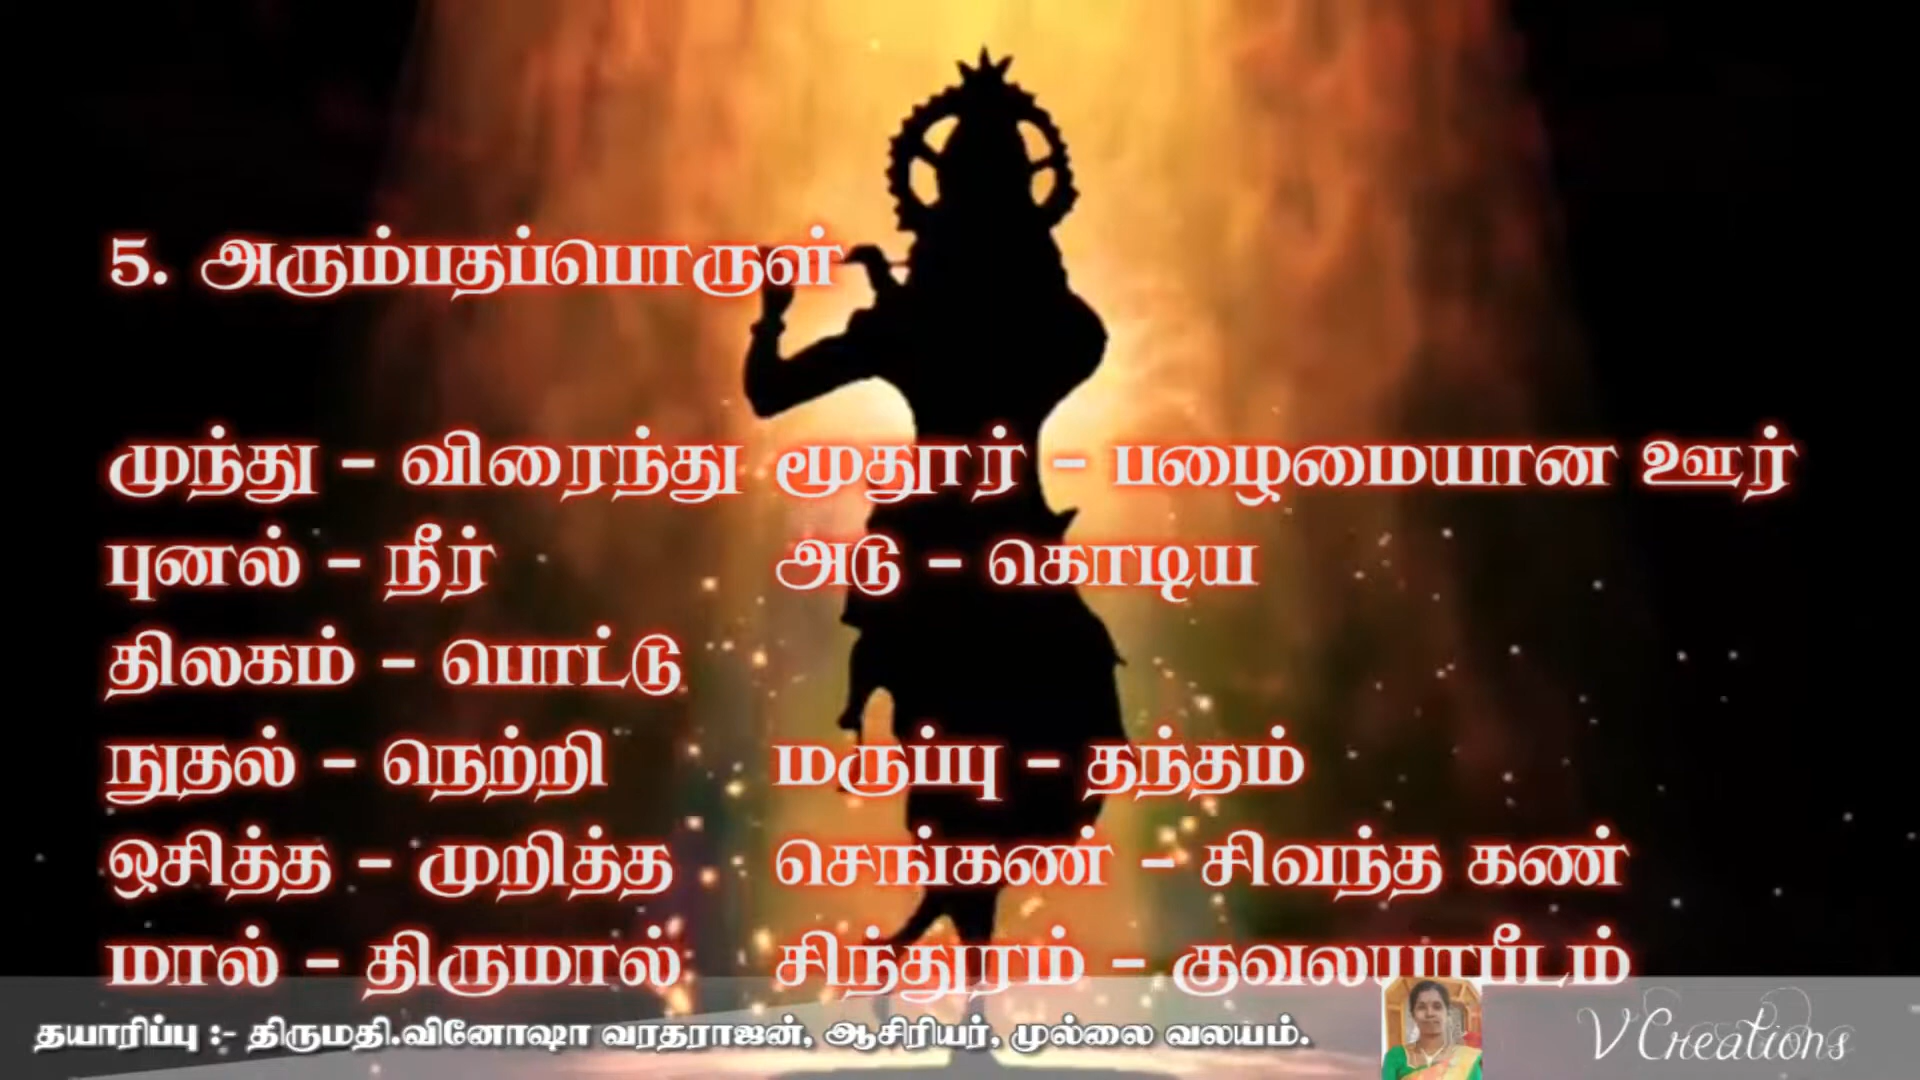 5. அரும்பதப்பொருள்
முந்து - விரைந்து மூதூர் - பழைமையான ஊர்
புனல் - நீர் அடு - கொடிய
திலகம் - பொட்டு
நுதல் - நெற்றி மருப்பு - தந்தம்
ஒசித்த - முறித்த செங்கண் - சிவந்த கண்
மால் - திருமால் சிந்துரம் - குவலயாபீடம்
தயாரிப்பு :- திருமதி.வினோஷா வரதராஜன், ஆசிரியர், முல்லை வலயம்.
V Creations